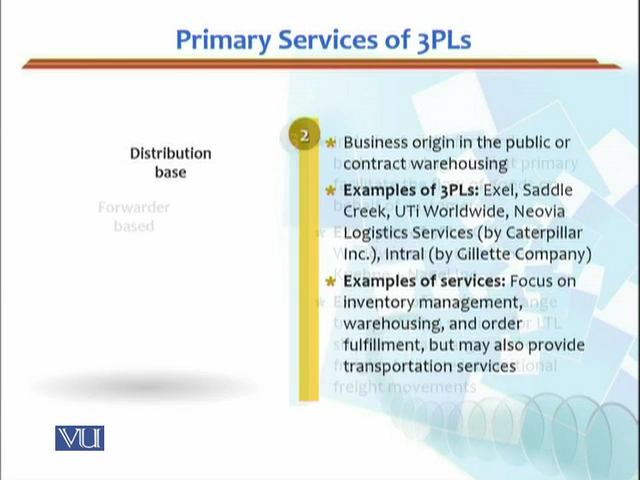 Primary Services of 3PLs
Distribution
base
Forwarder
based
2
Business origin in the public or
contract warehousing
Examples of 3PLs: Exel, Saddle
Creek, UTi Worldwide, Neovia
Logistics Services (by Caterpillar
Inc.), Intral (by Gillette Company)
Examples of services: Focus on
inventory management,
warehousing, and order
fulfillment, but may also provide
transportation services
freight movements
VU